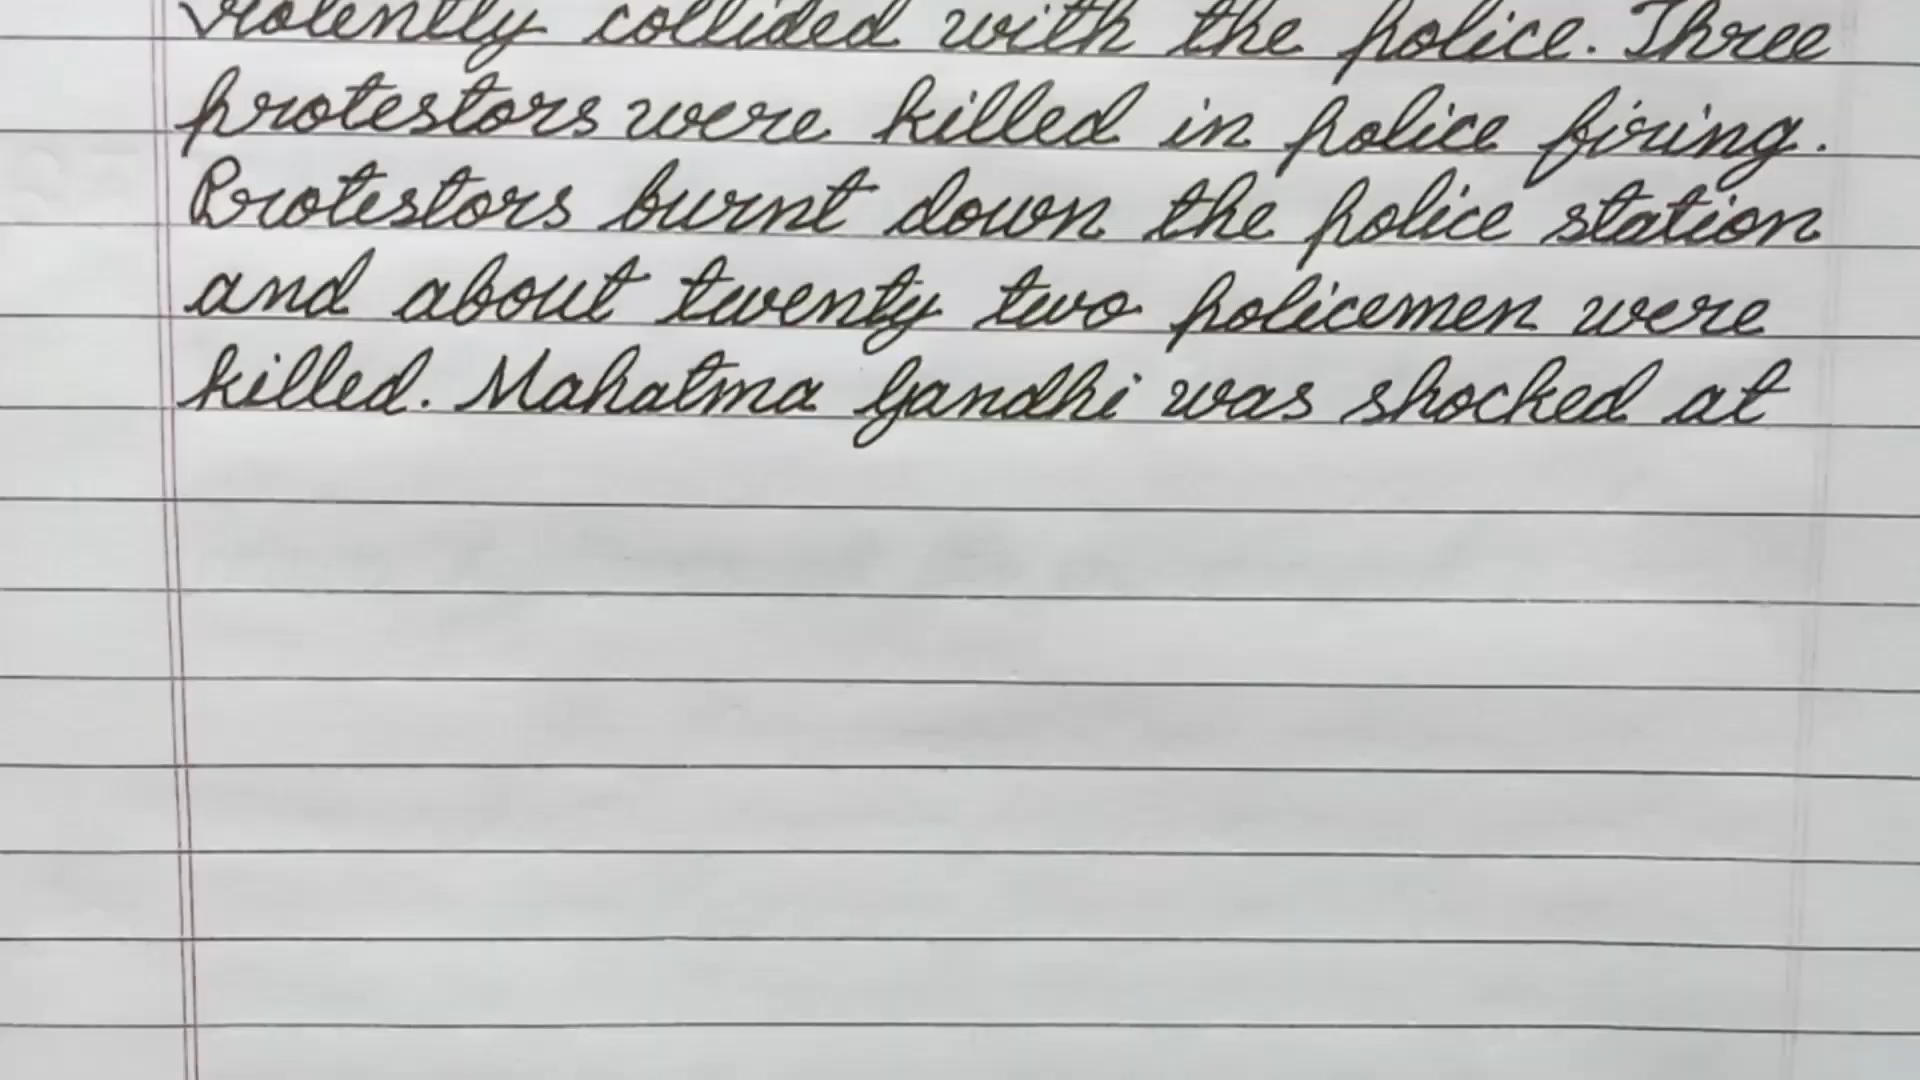 violently collided with the police. Three
protestors were killed in police firing.
Protestors burnt down the police station
and about twenty two policemen were
killed. Mahatma Gandhi was shocked at